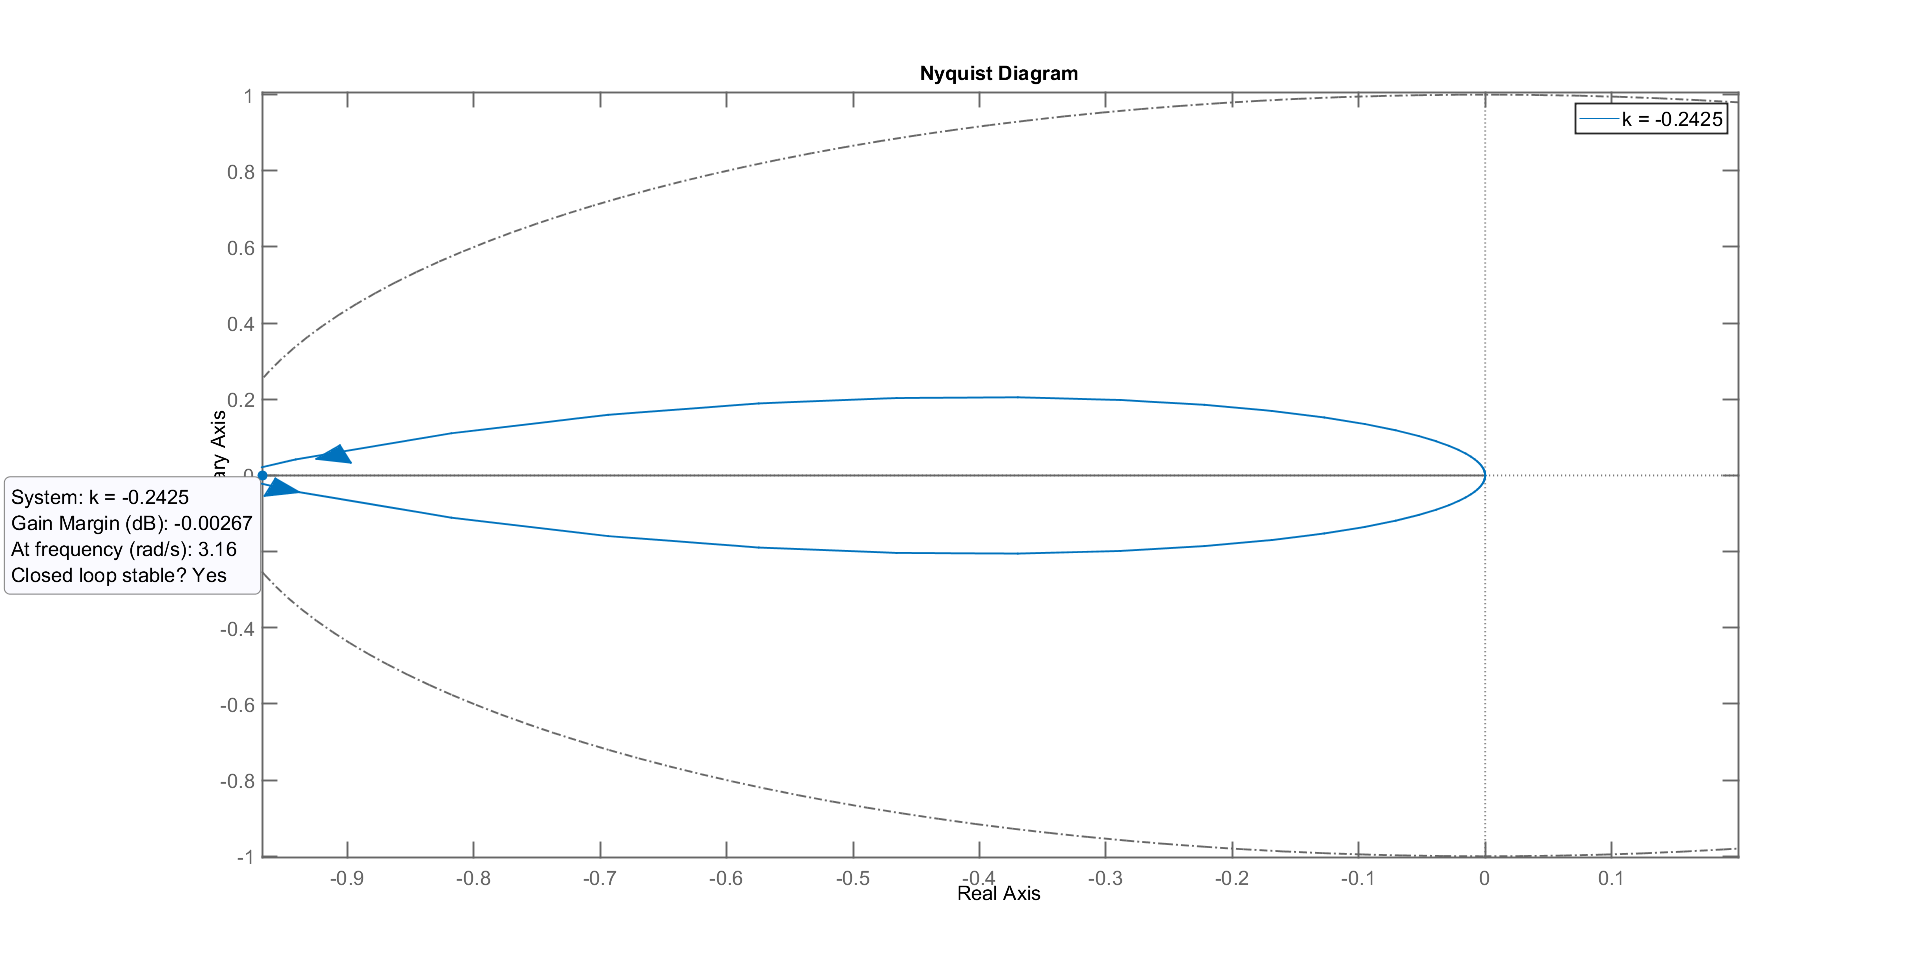 Nyquist Diagram
k = -0.2425
1
0.8
0.6
0.4
0.2
0
-0.4
-0.6
-0.8
-1
ary Axis
System: k = -0.2425
Gain Margin (dB): -0.00267
At frequency (rad/s): 3.16
Closed loop stable? Yes
-0.9 -0.8 -0.7 -0.6 -0.5 -0.4 -0.3 -0.2 -0.1 0 0.1
Real Axis